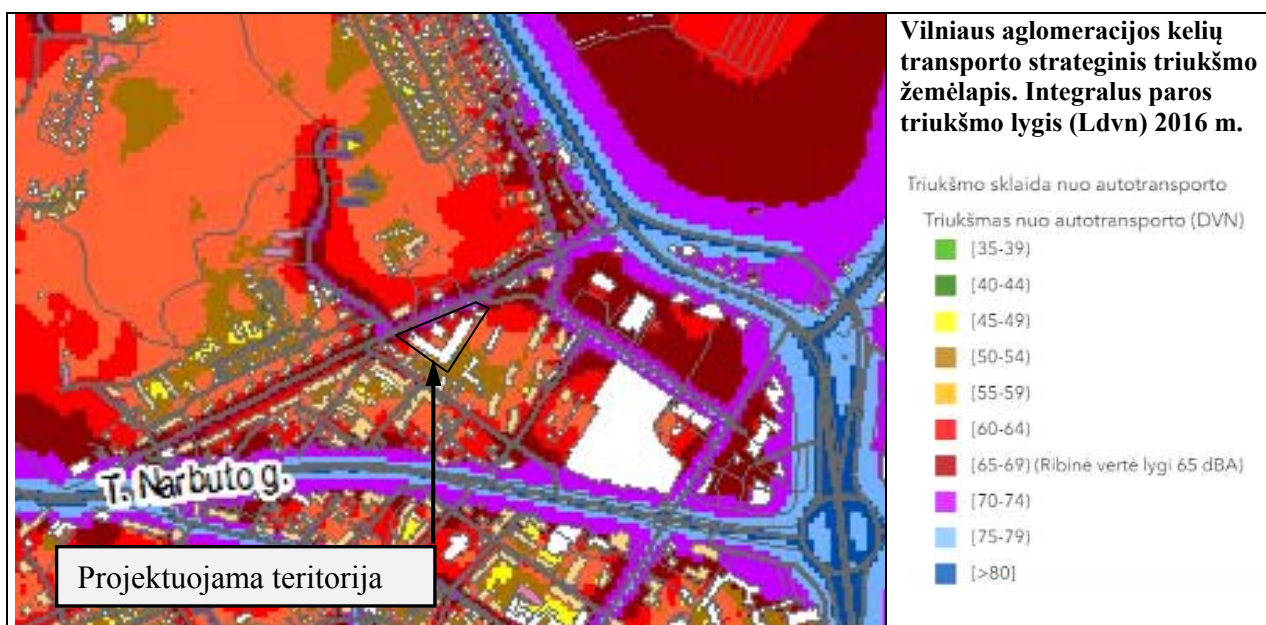 Vilniaus aglomeracijos kelių
transporto strateginis triukšmo
žemėlapis. Integralus paros
triukšmo lygis (Ldvn) 2016 m.
Triukšmo sklaida nuo autotransporto
Triukšmas nuo autotransporto (DVN)
[35-39)
[40-44)
[45-49)
[50-54)
[55-59)
[60-64)
[65-69) (Ribinė vertė lygi 65 dBA)
[70-74)
[75-79)
[>80]
T. Narbuto g.
Projektuojama teritorija